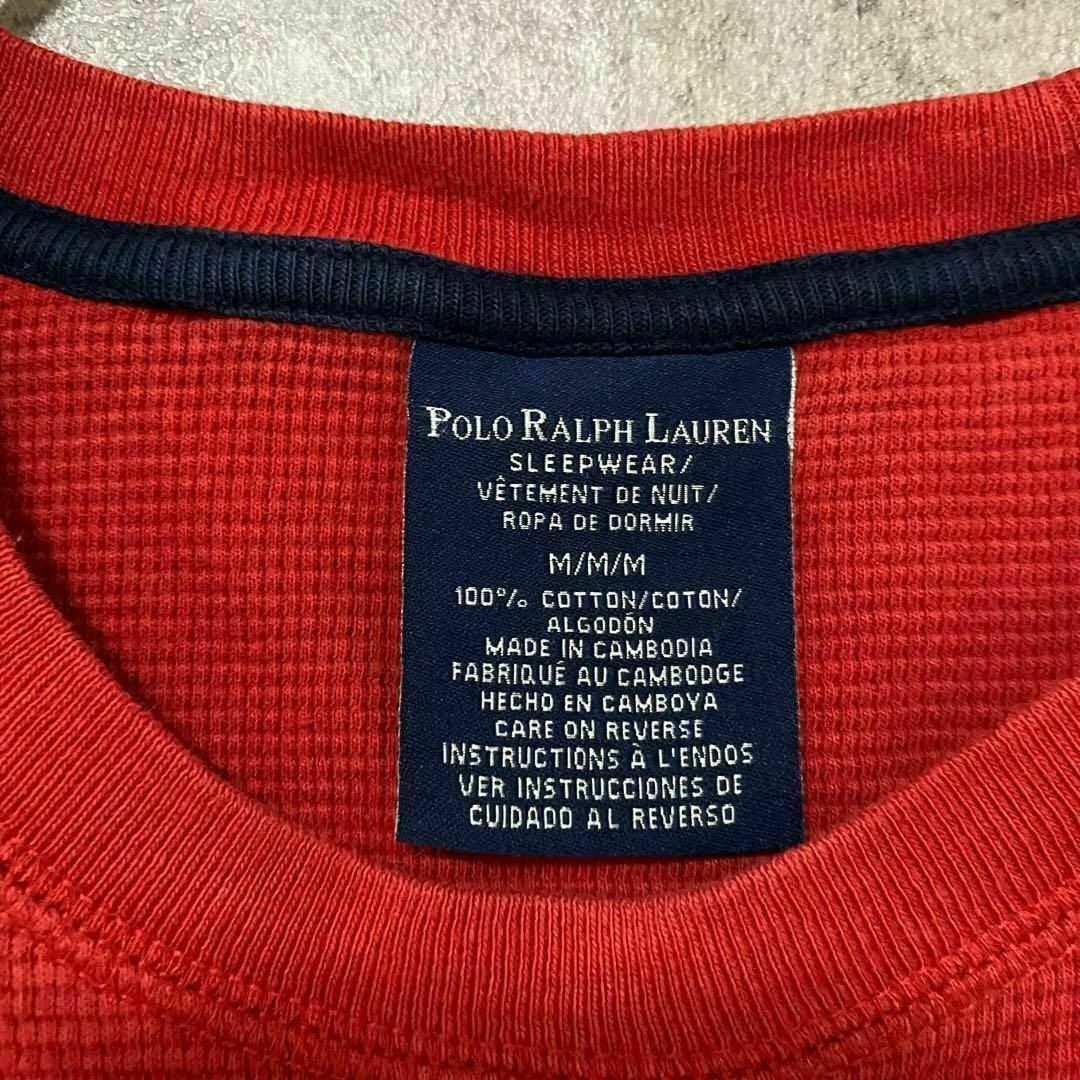 POLO RALPH LAUREN
SLEEPWEAR/
VÊTEMENT DE NUIT/
ROPA DE DORMIR
M/M/M
100% COTTON/COTON/
ALGODÓN
MADE IN CAMBODIA
FABRIQUÉ AU CAMBODGE
HECHO EN CAMBOYA
CARE ON REVERSE
INSTRUCTIONS À L'ENDOS
VER INSTRUCCIONES DE
CUIDADO AL REVERSO